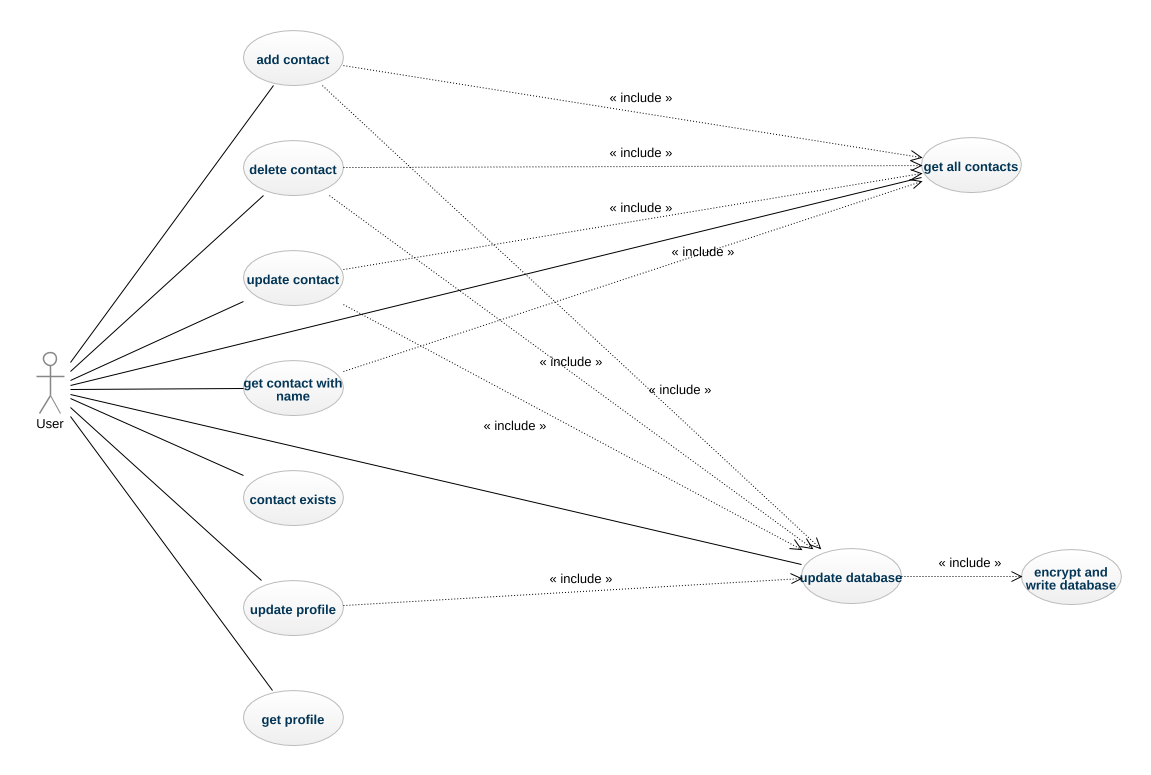 add contact
« include »
delete contact
« include »
get all contacts
« include »
update contact
« include »
« include »
get contact with
name
« include »
User
« include »
contact exists
« include »
« include »
update database
encrypt and
write database
update profile
get profile